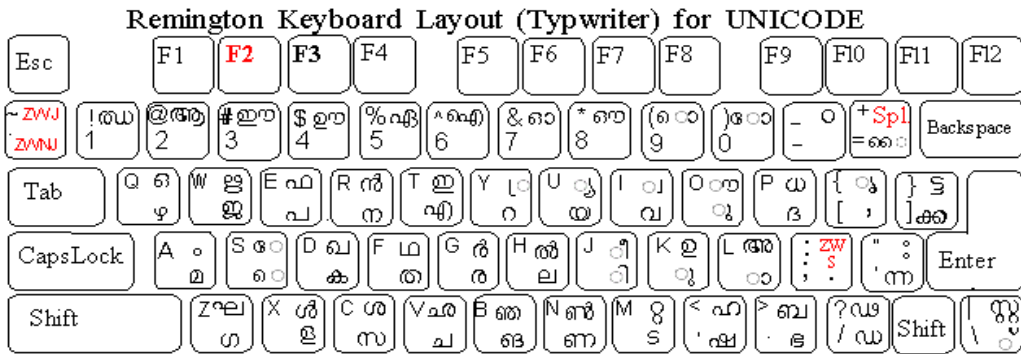 Remington Keyboard Layout (Typwriter) for UNICODE
Esc F1 F2 F3 F4 F5 F6 F7 F8 F9 F10 F11 F12
~ ZWJ ! ഝ @ ആ # ഈ $ ഊ % ഏ ^ ഐ & ഓ * ഔ ( ൊ ) ോ _ ം + Spl Backspace
ZWNJ 1 2 3 4 5 6 7 8 9 0 - = ൈ
Tab Q ഒ W ള E ഫ R ൻ T ഇ Y ്ര U ്യ I ്വ O ൗ P ധ { ൂ } ട്ട
ഴ ജ പ ന എ റ യ വ ൃ ദ [ , ] ക്ക
CapsLock A ം S േ D ഖ F ഥ G ർ H ൽ J ീ K ഉ L അ : ZW " ഃ Enter
മ െ ക ത ര ല ി ു ാ ; S . ' ന്ന
Shift Z ഘ X ൾ C ശ V ഛ B ഞ N ൺ M റ്റ < ഹ > ബ ? ഢ Shift |
ഗ ള സ ച ങ ണ ട ' ഷ . ഭ / ഡ \ ്